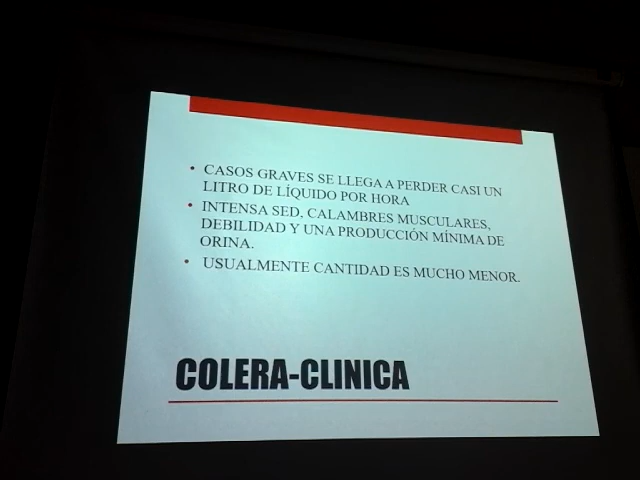 • CASOS GRAVES SE LLEGA A PERDER CASI UN
LITRO DE LÍQUIDO POR HORA
• INTENSA SED, CALAMBRES MUSCULARES,
DEBILIDAD Y UNA PRODUCCIÓN MÍNIMA DE
ORINA.
• USUALMENTE CANTIDAD ES MUCHO MENOR.
COLERA-CLINICA